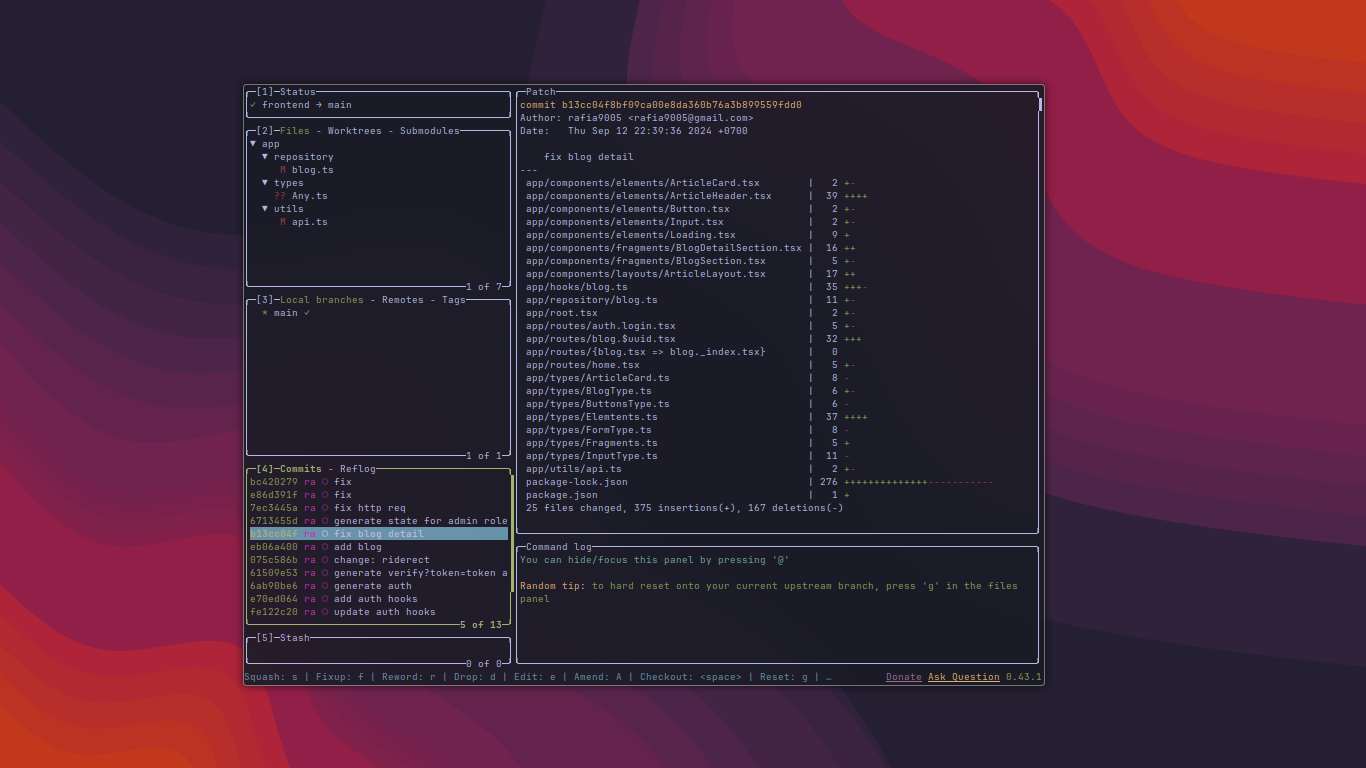 [1]─Status
✓ frontend → main
[2]─Files - Worktrees - Submodules
▼ app
▼ repository
M blog.ts
▼ types
?? Any.ts
▼ utils
M api.ts
1 of 7
[3]─Local branches - Remotes - Tags
* main ✓
1 of 1
[4]─Commits - Reflog
bc420279 ra fix
e86d391f ra fix
7ec3445a ra fix http req
6713455d ra generate state for admin role
b13cc04f ra fix blog detail
eb06a400 ra add blog
075c586b ra change: riderect
61509e53 ra generate verify?token=token a
6ab90be6 ra generate auth
e70ed064 ra add auth hooks
fe122c20 ra update auth hooks
5 of 13
[5]─Stash
0 of 0
Patch
commit b13cc04f8bf09ca00e8da360b76a3b899559fdd0
Author: rafia9005 <rafia9005@gmail.com>
Date:   Thu Sep 12 22:39:36 2024 +0700
fix blog detail
---
app/components/elements/ArticleCard.tsx | 2 +-
app/components/elements/ArticleHeader.tsx | 39 ++++
app/components/elements/Button.tsx | 2 +-
app/components/elements/Input.tsx | 2 +-
app/components/elements/Loading.tsx | 9 +
app/components/fragments/BlogDetailSection.tsx | 16 ++
app/components/fragments/BlogSection.tsx | 5 +-
app/components/layouts/ArticleLayout.tsx | 17 ++
app/hooks/blog.ts | 35 +++-
app/repository/blog.ts | 11 +-
app/root.tsx | 2 +-
app/routes/auth.login.tsx | 5 +-
app/routes/blog.$uuid.tsx | 32 +++
app/routes/{blog.tsx => blog._index.tsx} | 0
app/routes/home.tsx | 5 +-
app/types/ArticleCard.ts | 8 -
app/types/BlogType.ts | 6 +-
app/types/ButtonsType.ts | 6 -
app/types/Elemtents.ts | 37 ++++
app/types/FormType.ts | 8 -
app/types/Fragments.ts | 5 +
app/types/InputType.ts | 11 -
app/utils/api.ts | 2 +-
package-lock.json | 276 ++++++++++++++-----------
package.json | 1 +
25 files changed, 375 insertions(+), 167 deletions(-)
Command log
You can hide/focus this panel by pressing '@'
Random tip: to hard reset onto your current upstream branch, press 'g' in the files
panel
Squash: s | Fixup: f | Reword: r | Drop: d | Edit: e | Amend: A | Checkout: <space> | Reset: g | … Donate Ask Question 0.43.1